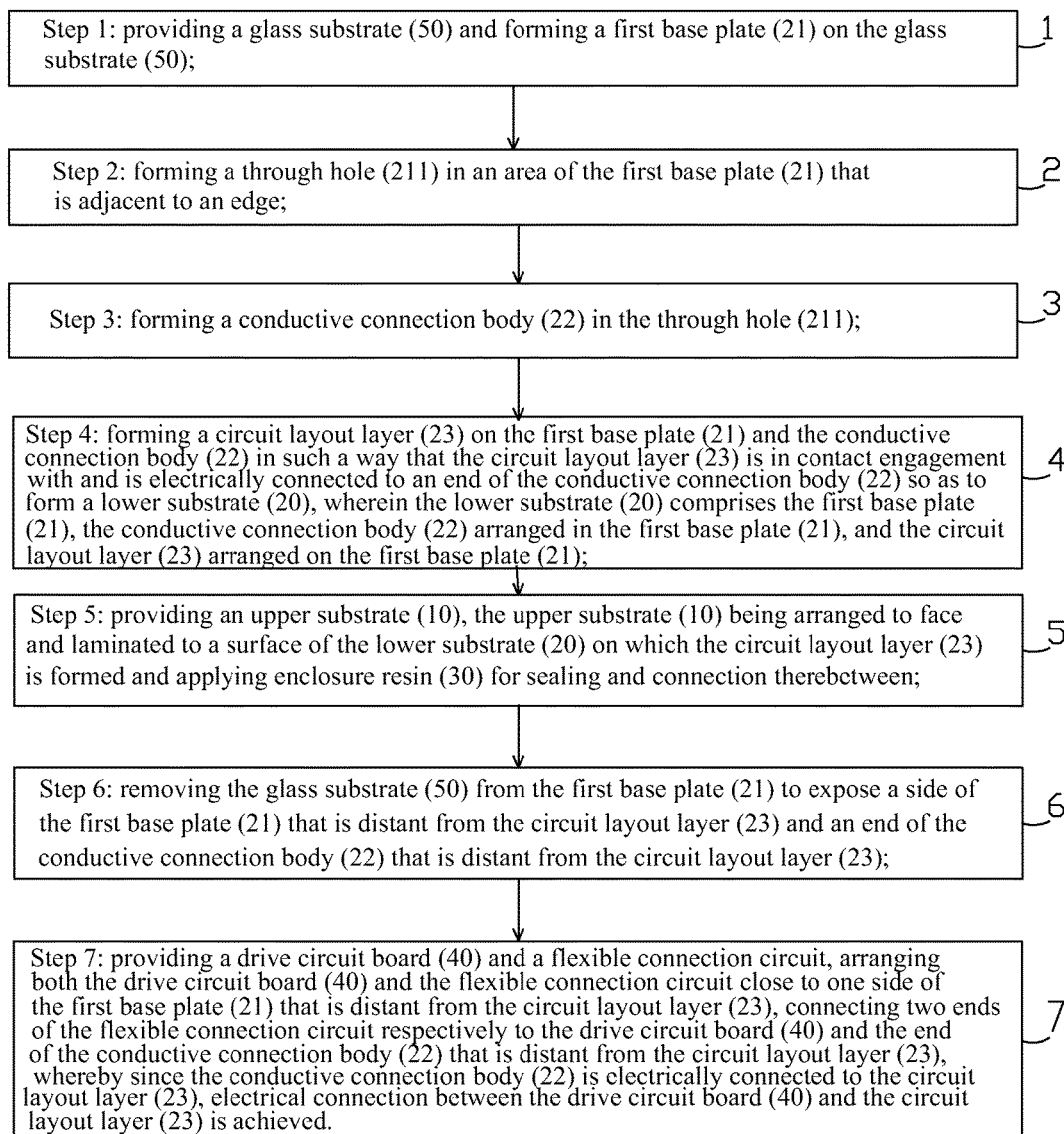 Step 1: providing a glass substrate (50) and forming a first base plate (21) on the glass
substrate (50);
1
Step 2: forming a through hole (211) in an area of the first base plate (21) that
is adjacent to an edge;
2
Step 3: forming a conductive connection body (22) in the through hole (211);
3
Step 4: forming a circuit layout layer (23) on the first base plate (21) and the conductive
connection body (22) in such a way that the circuit layout layer (23) is in contact engagement
with and is electrically connected to an end of the conductive connection body (22) so as to
form a lower substrate (20), wherein the lower substrate (20) comprises the first base plate
(21), the conductive connection body (22) arranged in the first base plate (21), and the circuit
layout layer (23) arranged on the first base plate (21);
4
Step 5: providing an upper substrate (10), the upper substrate (10) being arranged to face
and laminated to a surface of the lower substrate (20) on which the circuit layout layer (23)
is formed and applying enclosure resin (30) for sealing and connection therebetween;
5
Step 6: removing the glass substrate (50) from the first base plate (21) to expose a side of
the first base plate (21) that is distant from the circuit layout layer (23) and an end of the
conductive connection body (22) that is distant from the circuit layout layer (23);
6
Step 7: providing a drive circuit board (40) and a flexible connection circuit, arranging
both the drive circuit board (40) and the flexible connection circuit close to one side of
the first base plate (21) that is distant from the circuit layout layer (23), connecting two ends
of the flexible connection circuit respectively to the drive circuit board (40) and the end
of the conductive connection body (22) that is distant from the circuit layout layer (23),
whereby since the conductive connection body (22) is electrically connected to the circuit
layout layer (23), electrical connection between the drive circuit board (40) and the circuit
layout layer (23) is achieved.
7